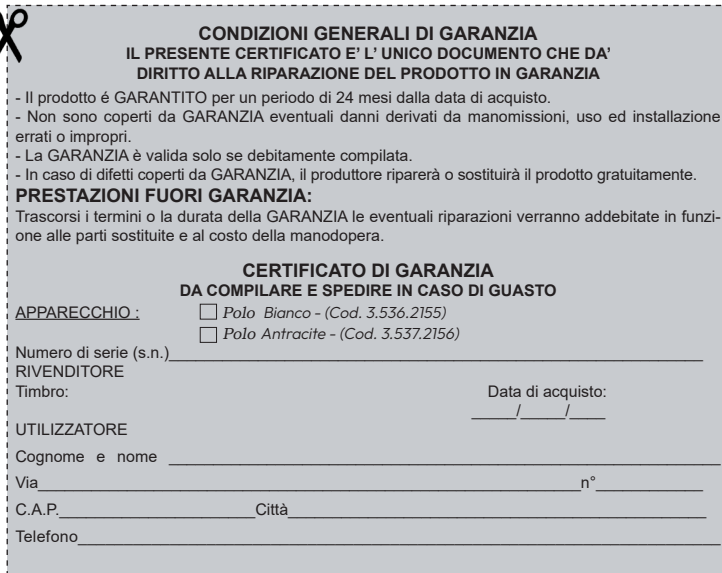 CONDIZIONI GENERALI DI GARANZIA
IL PRESENTE CERTIFICATO E' L' UNICO DOCUMENTO CHE DA'
DIRITTO ALLA RIPARAZIONE DEL PRODOTTO IN GARANZIA
- Il prodotto é GARANTITO per un periodo di 24 mesi dalla data di acquisto.
- Non sono coperti da GARANZIA eventuali danni derivati da manomissioni, uso ed installazione
errati o impropri.
- La GARANZIA è valida solo se debitamente compilata.
- In caso di difetti coperti da GARANZIA, il produttore riparerà o sostituirà il prodotto gratuitamente.
PRESTAZIONI FUORI GARANZIA:
Trascorsi i termini o la durata della GARANZIA le eventuali riparazioni verranno addebitate in funzi-
one alle parti sostituite e al costo della manodopera.
CERTIFICATO DI GARANZIA
DA COMPILARE E SPEDIRE IN CASO DI GUASTO
APPARECCHIO : Polo Bianco - (Cod. 3.536.2155)
Polo Antracite - (Cod. 3.537.2156)
Numero di serie (s.n.)
RIVENDITORE
Timbro: Data di acquisto:
_____/_____/____
UTILIZZATORE
Cognome e nome
Via n°
C.A.P. Città
Telefono